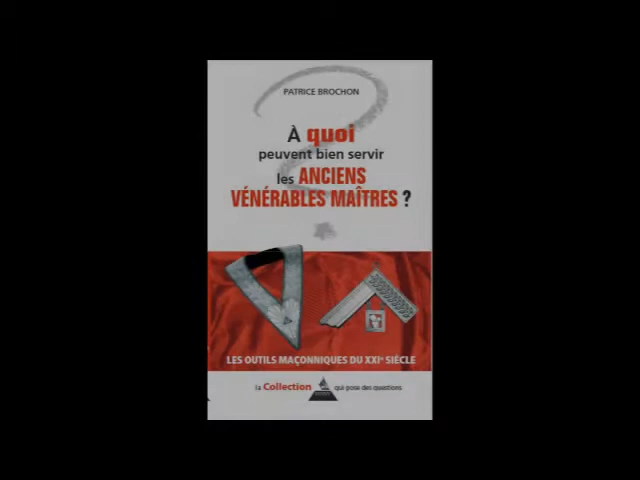 PATRICE BROCHON
À quoi
peuvent bien servir
les ANCIENS
VÉNÉRABLES MAÎTRES ?
LES OUTILS MAÇONNIQUES DU XXIe SIÈCLE
la Collection qui pose des questions